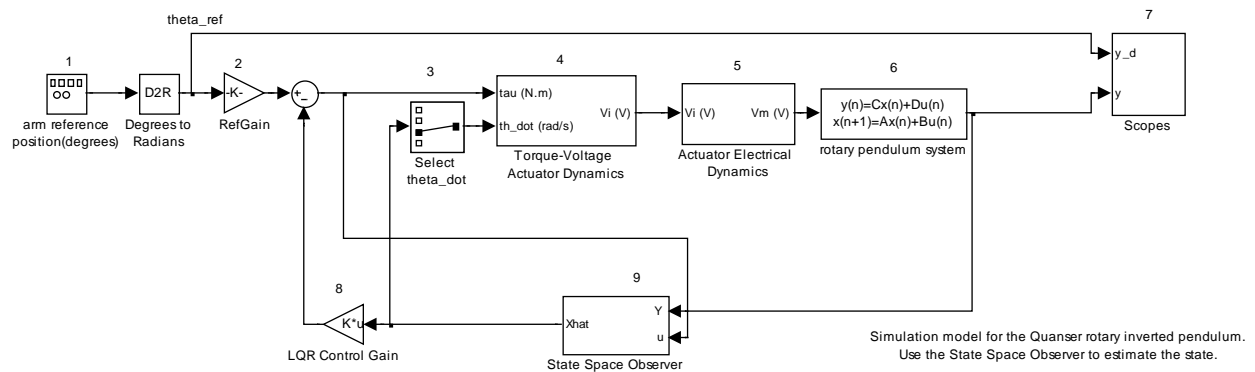 theta_ref
7
1
2
3
4
5
6
y_d
y
D2R
-K-
+
−
tau (N.m)
th_dot (rad/s)
Vi (V)
Vi (V)
Vm (V)
y(n)=Cx(n)+Du(n)
x(n+1)=Ax(n)+Bu(n)
arm reference
position(degrees)
Degrees to
Radians
RefGain
Select
theta_dot
Torque-Voltage
Actuator Dynamics
Actuator Electrical
Dynamics
rotary pendulum system
Scopes
8
9
K*u
LQR Control Gain
Xhat
Y
u
State Space Observer
Simulation model for the Quanser rotary inverted pendulum.
Use the State Space Observer to estimate the state.